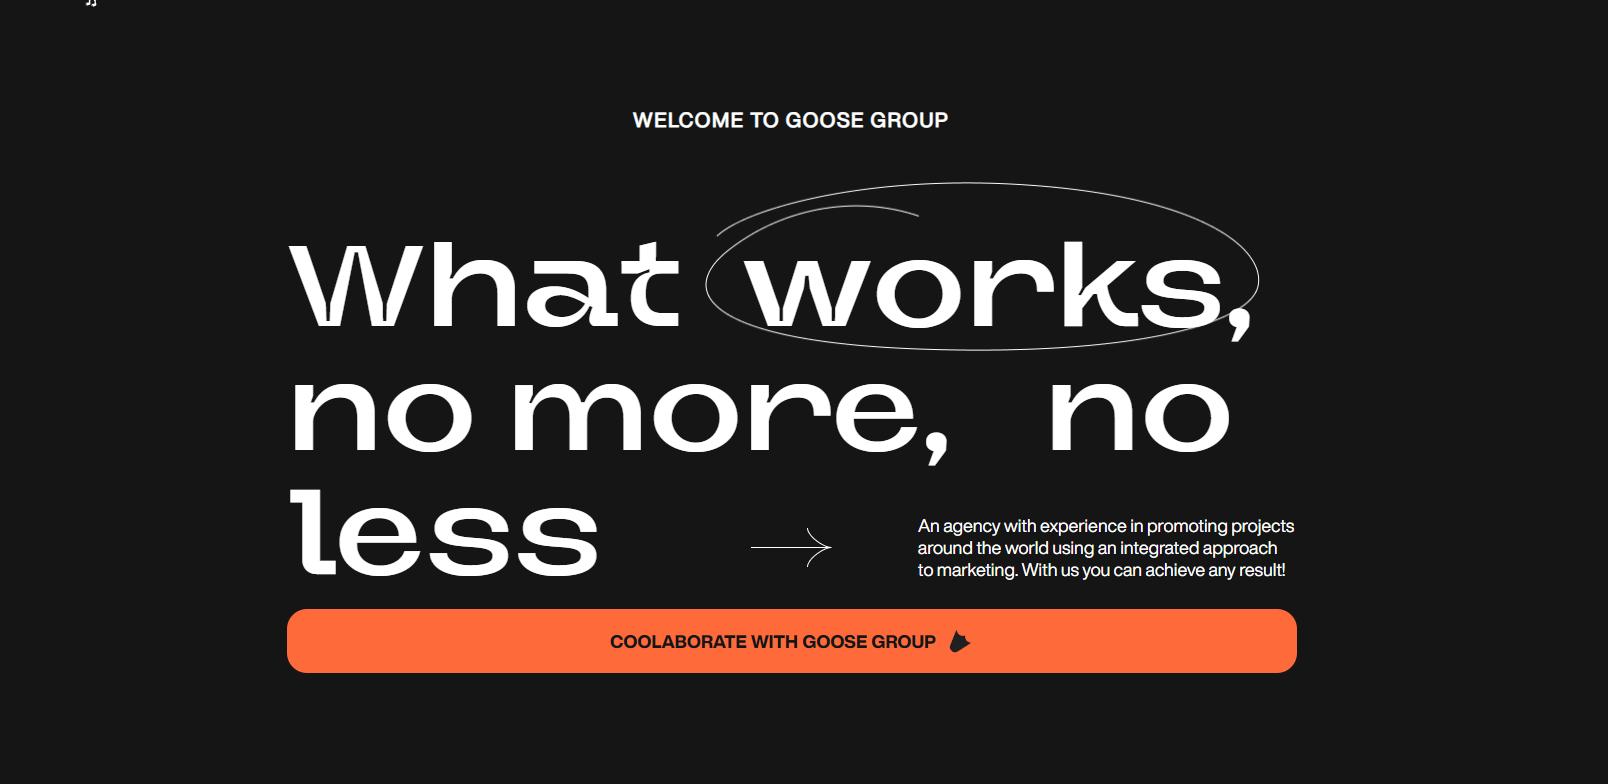 WELCOME TO GOOSE GROUP
What works,
no more, no
less
An agency with experience in promoting projects
around the world using an integrated approach
to marketing. With us you can achieve any result!
COOLABORATE WITH GOOSE GROUP